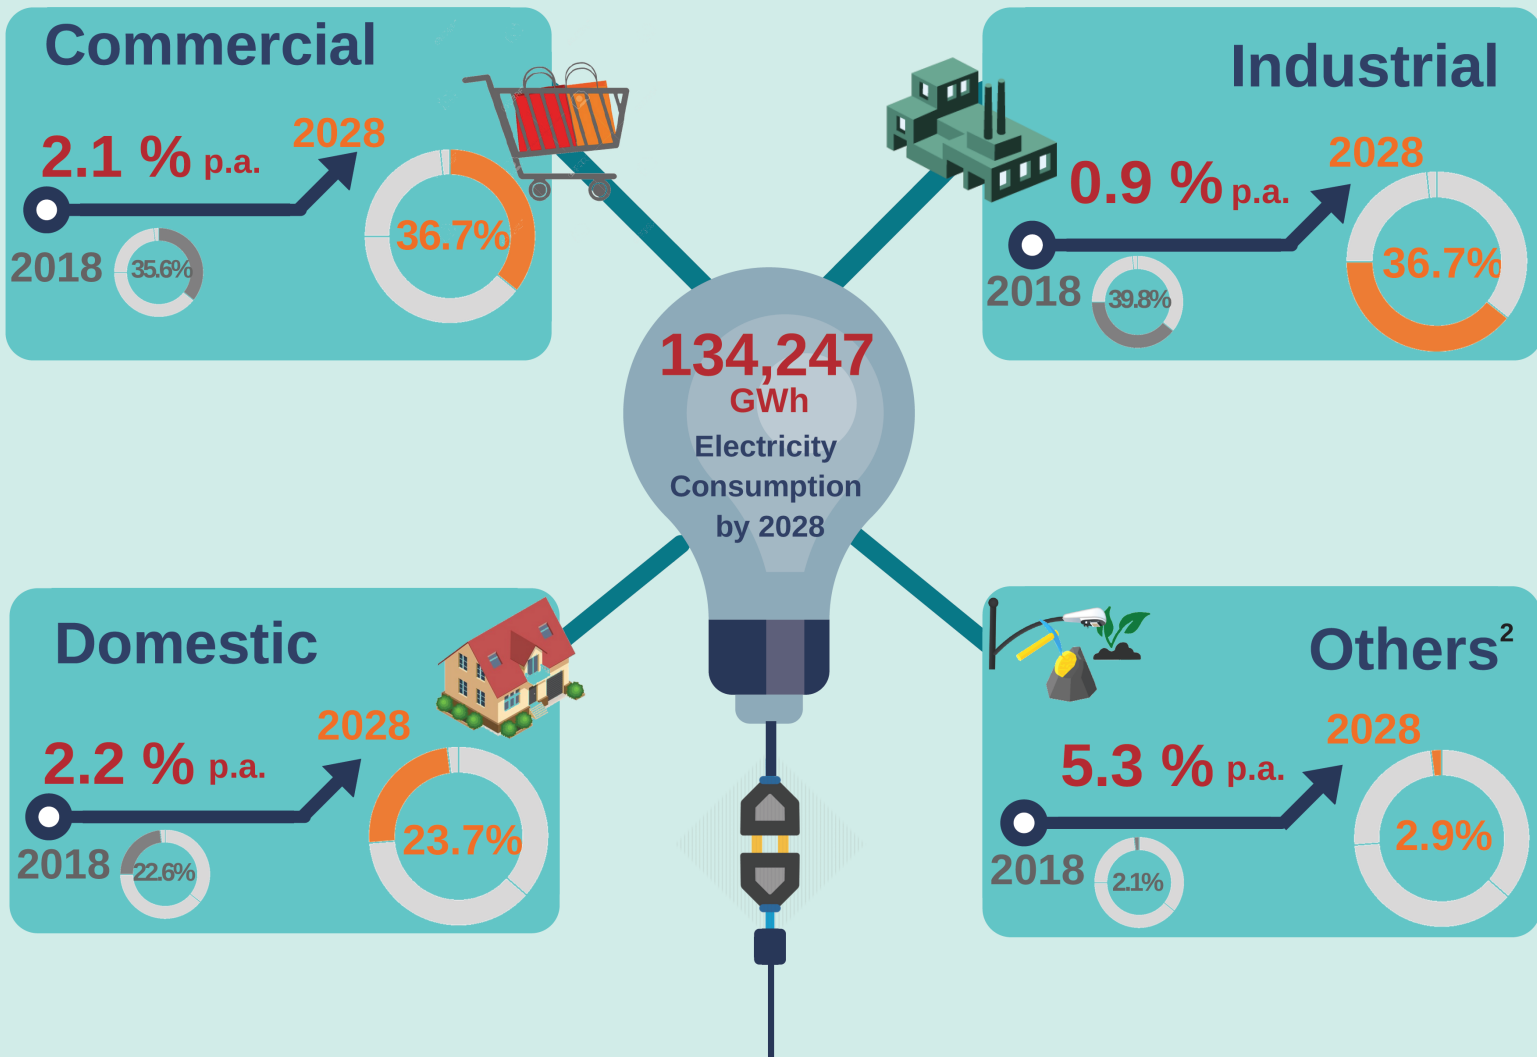 Commercial
2.1 % p.a.
2028
36.7%
2018
35.6%
Industrial
0.9 % p.a.
2028
36.7%
2018
39.8%
134,247
GWh
Electricity
Consumption
by 2028
Domestic
2.2 % p.a.
2028
23.7%
2018
22.6%
Others²
5.3 % p.a.
2028
2.9%
2018
2.1%